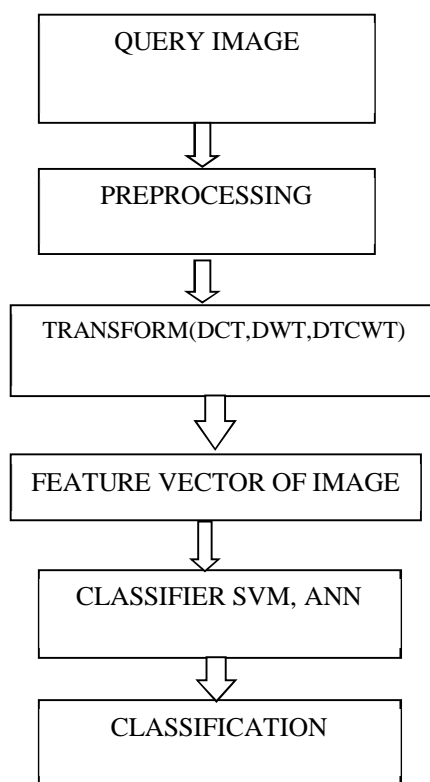 QUERY IMAGE
PREPROCESSING
TRANSFORM(DCT,DWT,DTCWT)
FEATURE VECTOR OF IMAGE
CLASSIFIER SVM, ANN
CLASSIFICATION